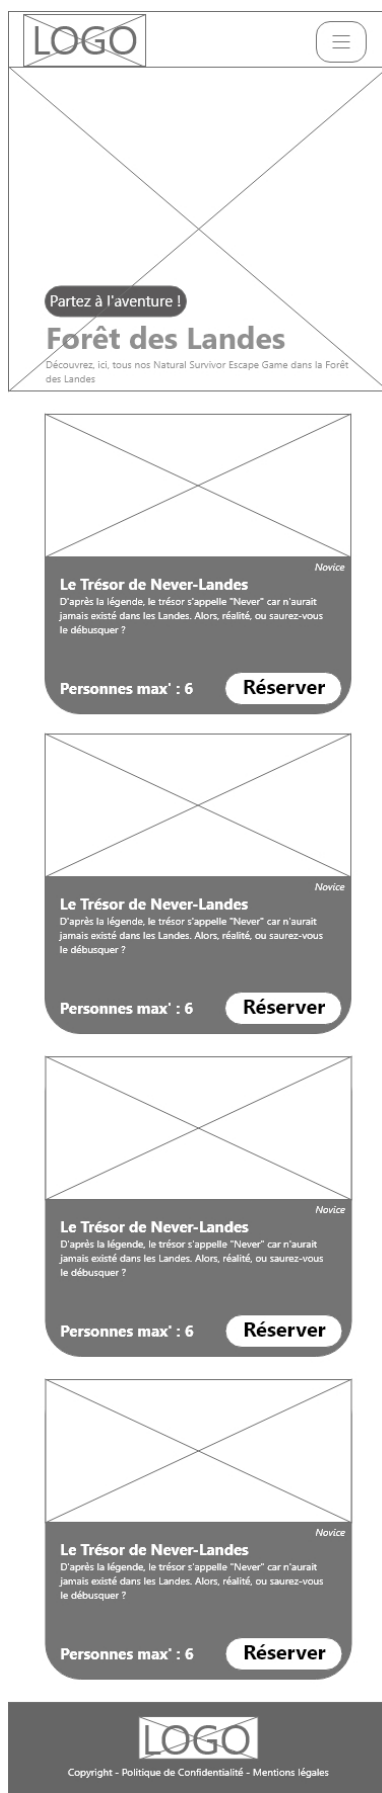 LOGO
Partez à l'aventure !
Forêt des Landes
Découvrez, ici, tous nos Natural Survivor Escape Game dans la Forêt
des Landes
Novice
Le Trésor de Never-Landes
D'après la légende, le trésor s'appelle "Never" car n'aurait
jamais existé dans les Landes. Alors, réalité, ou saurez-vous
le débusquer ?
Personnes max* : 6
Réserver
Novice
Le Trésor de Never-Landes
D'après la légende, le trésor s'appelle "Never" car n'aurait
jamais existé dans les Landes. Alors, réalité, ou saurez-vous
le débusquer ?
Personnes max* : 6
Réserver
Novice
Le Trésor de Never-Landes
D'après la légende, le trésor s'appelle "Never" car n'aurait
jamais existé dans les Landes. Alors, réalité, ou saurez-vous
le débusquer ?
Personnes max* : 6
Réserver
Novice
Le Trésor de Never-Landes
D'après la légende, le trésor s'appelle "Never" car n'aurait
jamais existé dans les Landes. Alors, réalité, ou saurez-vous
le débusquer ?
Personnes max* : 6
Réserver
LOGO
Copyright - Politique de Confidentialité - Mentions légales